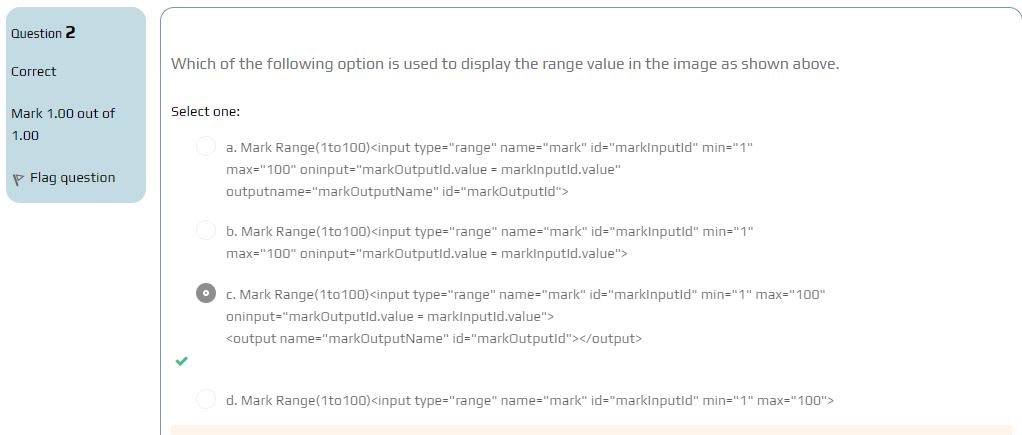 Question 2
Correct
Mark 1.00 out of
1.00
Flag question
Which of the following option is used to display the range value in the image as shown above.
Select one:
a. Mark Range(1to100)<input type="range" name="mark" id="markInputId" min="1"
max="100" oninput="markOutputId.value = markInputId.value"
outputname="markOutputName" id="markOutputId">
b. Mark Range(1to100)<input type="range" name="mark" id="markInputId" min="1"
max="100" oninput="markOutputId.value = markInputId.value">
c. Mark Range(1to100)<input type="range" name="mark" id="markInputId" min="1" max="100"
oninput="markOutputId.value = markInputId.value">
<output name="markOutputName" id="markOutputId"></output>
d. Mark Range(1to100)<input type="range" name="mark" id="markInputId" min="1" max="100">